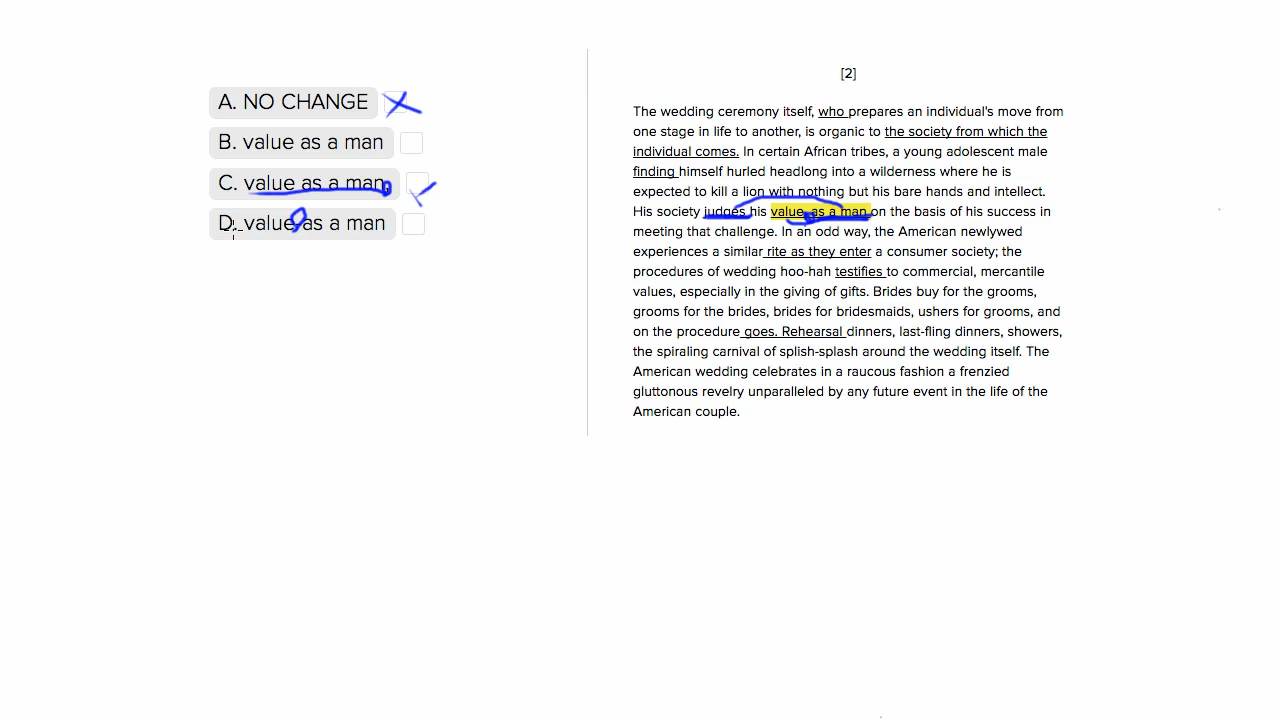 A. NO CHANGE
B. value as a man
C. value as a man,
D. value, as a man
[2]
The wedding ceremony itself, who prepares an individual's move from
one stage in life to another, is organic to the society from which the
individual comes. In certain African tribes, a young adolescent male
finding himself hurled headlong into a wilderness where he is
expected to kill a lion with nothing but his bare hands and intellect.
His society judges his value, as a man on the basis of his success in
meeting that challenge. In an odd way, the American newlywed
experiences a similar rite as they enter a consumer society; the
procedures of wedding hoo-hah testifies to commercial, mercantile
values, especially in the giving of gifts. Brides buy for the grooms,
grooms for the brides, brides for bridesmaids, ushers for grooms, and
on the procedure goes. Rehearsal dinners, last-fling dinners, showers,
the spiraling carnival of splish-splash around the wedding itself. The
American wedding celebrates in a raucous fashion a frenzied
gluttonous revelry unparalleled by any future event in the life of the
American couple.